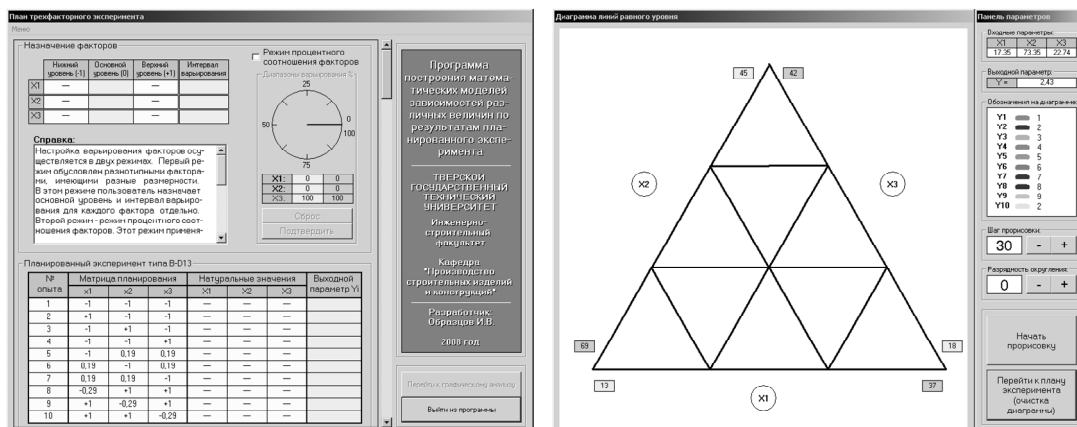 План трехфакторного эксперимента
Меню
Назначение факторов
Нижний уровень (-1) Основной уровень (0) Верхний уровень (+1) Интервал варьирования
X1 — —
X2 — —
X3 — —
Справка:
Настройка варьирования факторов осу-
ществляется в двух режимах. Первый ре-
жим обусловлен разнотипными фактора-
ми, имеющими разные размерности.
В этом режиме пользователь назначает
основной уровень и интервал варьиро-
вания для каждого фактора отдельно.
Второй режим - режим процентного соот-
ношения факторов. Этот режим применя-
Режим процентного
соотношения факторов
Диапазоны варьирования %
25
50
0
100
75
X1: 0 0
X2: 0 0
X3: 100 100
Сброс
Подтвердить
Программа
построения матема-
тических моделей
зависимостей раз-
личных величин по
результатам пла-
нированного экспе-
римента
ТВЕРСКОЙ
ГОСУДАРСТВЕННЫЙ
ТЕХНИЧЕСКИЙ
УНИВЕРСИТЕТ
Инженерно-
строительный
факультет
Кафедра
"Производство
строительных изделий
и конструкций"
Разработчик:
Образцов И.В.
2008 год
Перейти к графическому анализу
Выйти из программы
Планированный эксперимент типа B-D13
№ опыта Матрица планирования Натуральные значения Выходной параметр Yi
x1 x2 x3 X1 X2 X3
1 -1 -1 -1 — — —
2 +1 -1 -1 — — —
3 -1 +1 -1 — — —
4 -1 -1 +1 — — —
5 -1 0,19 0,19 — — —
6 0,19 -1 0,19 — — —
7 0,19 0,19 -1 — — —
8 -0,29 +1 +1 — — —
9 +1 -0,29 +1 — — —
10 +1 +1 -0,29 — — —
Диаграмма линий равного уровня
45 42
X2 X3
69 18
13 37
X1
Панель параметров
Входные параметры:
X1 X2 X3
17.35 73.35 22.74
Выходной параметр:
Y = 2,43
Обозначения на диаграмме:
Y1 1
Y2 2
Y3 3
Y4 4
Y5 5
Y6 6
Y7 7
Y8 8
Y9 9
Y10 2
Шаг прорисовки:
30 - +
Разрядность округления:
0 - +
Начать
прорисовку
Перейти к плану
эксперимента
(очистка
диаграммы)